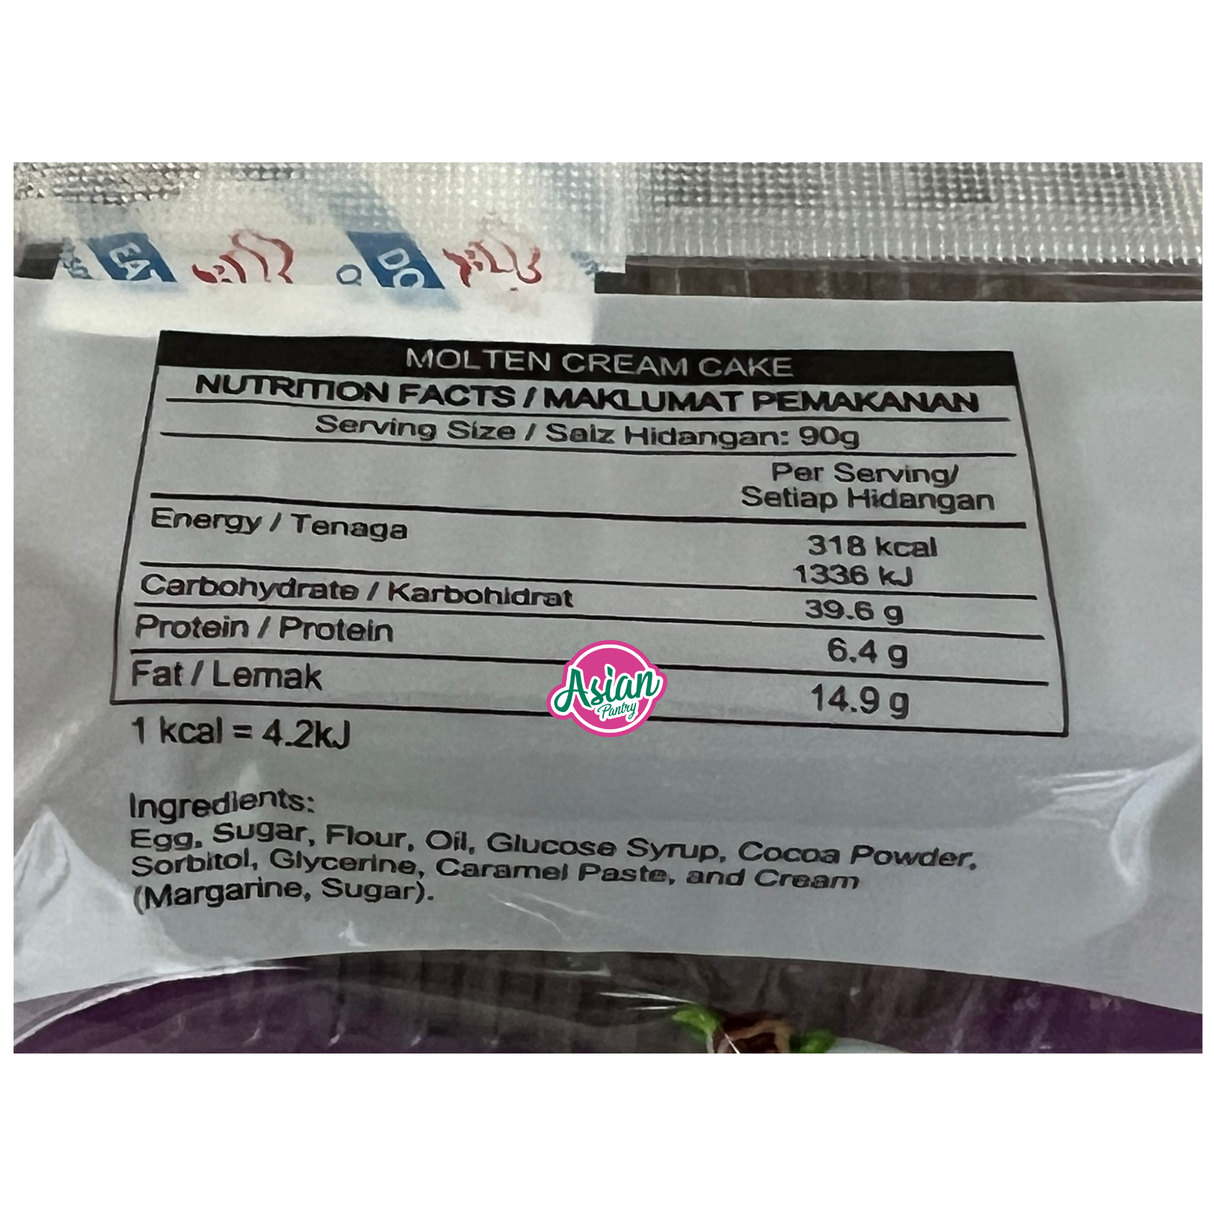 EA
DO
MOLTEN CREAM CAKE
NUTRITION FACTS / MAKLUMAT PEMAKANAN
Serving Size / Saiz Hidangan: 90g
Per Serving/
Setiap Hidangan
Energy / Tenaga 318 kcal
1336 kJ
Carbohydrate / Karbohidrat 39.6 g
Protein / Protein 6.4 g
Fat / Lemak 14.9 g
Asian
Pantry
1 kcal = 4.2kJ
Ingredients:
Egg, Sugar, Flour, Oil, Glucose Syrup, Cocoa Powder,
Sorbitol, Glycerine, Caramel Paste, and Cream
(Margarine, Sugar).